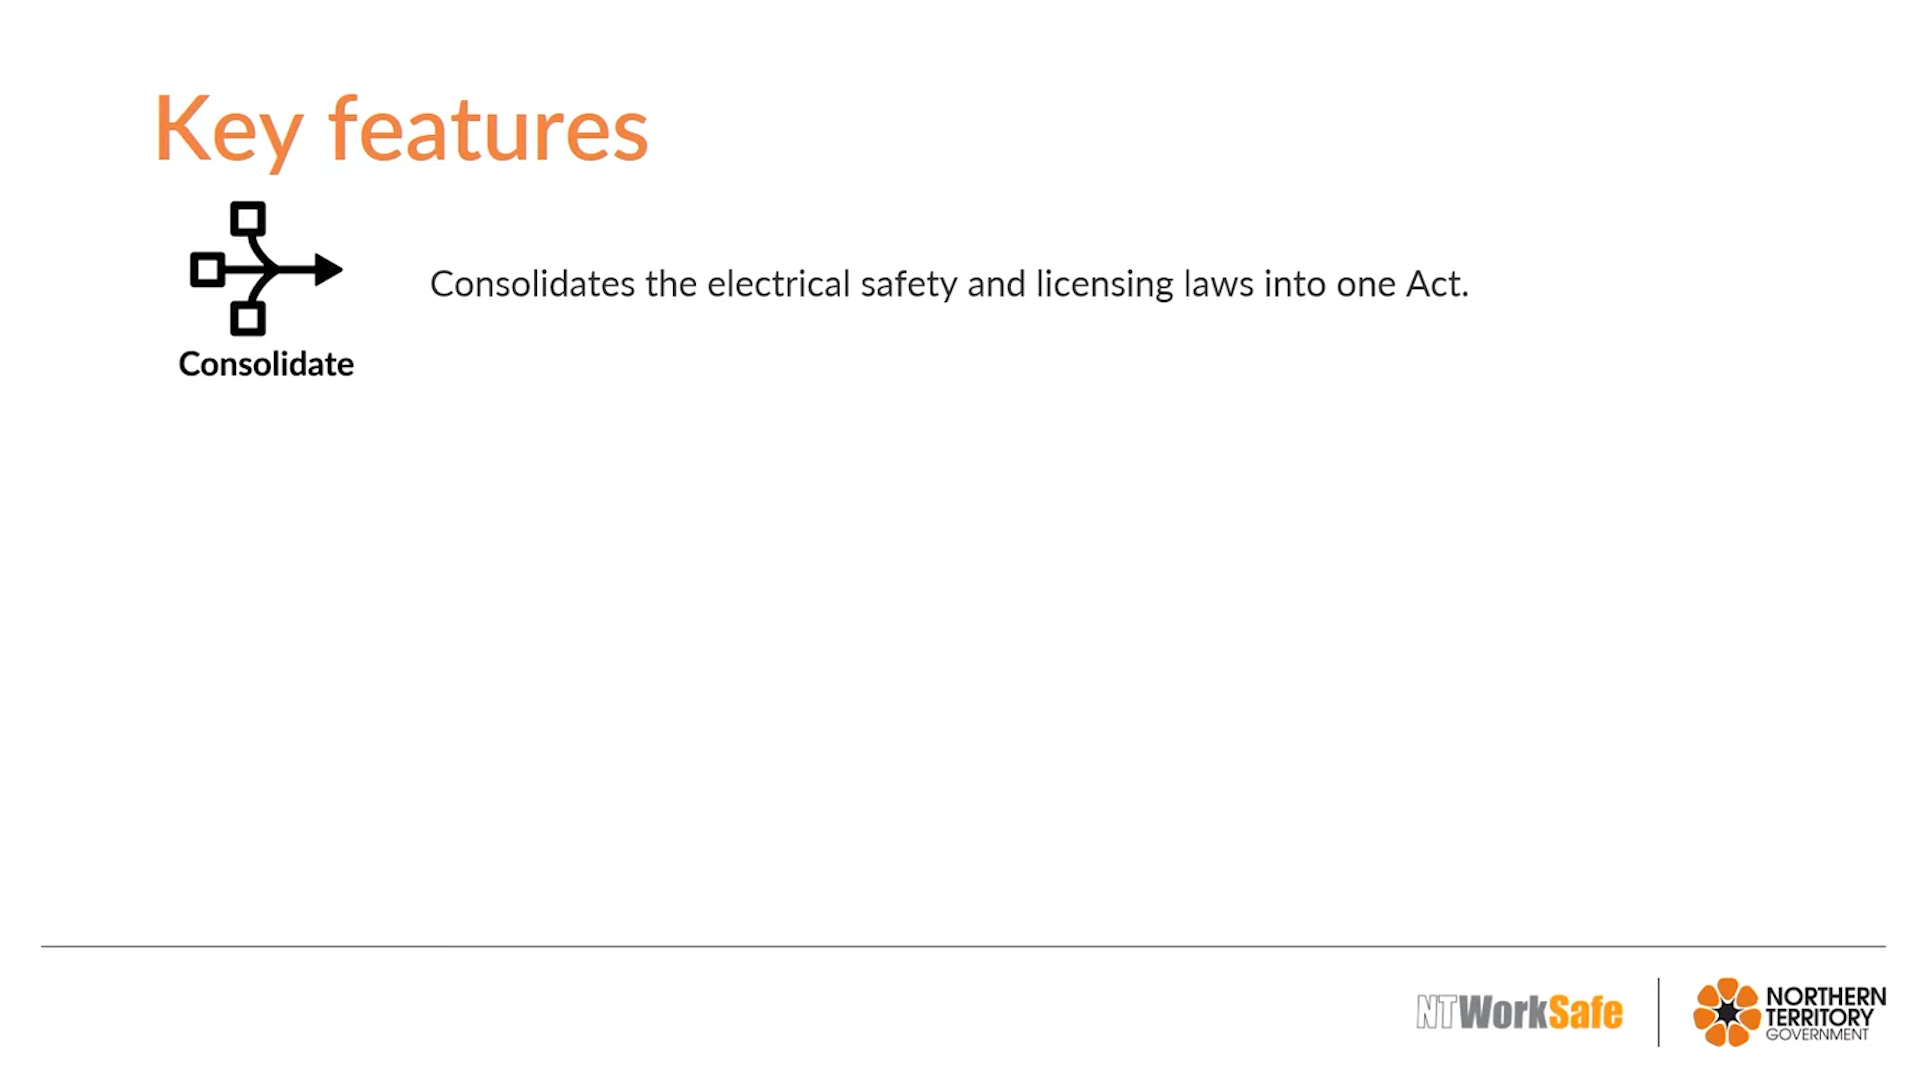 Key features
Consolidates the electrical safety and licensing laws into one Act.
Consolidate
NTWorkSafe
NORTHERN
TERRITORY
GOVERNMENT